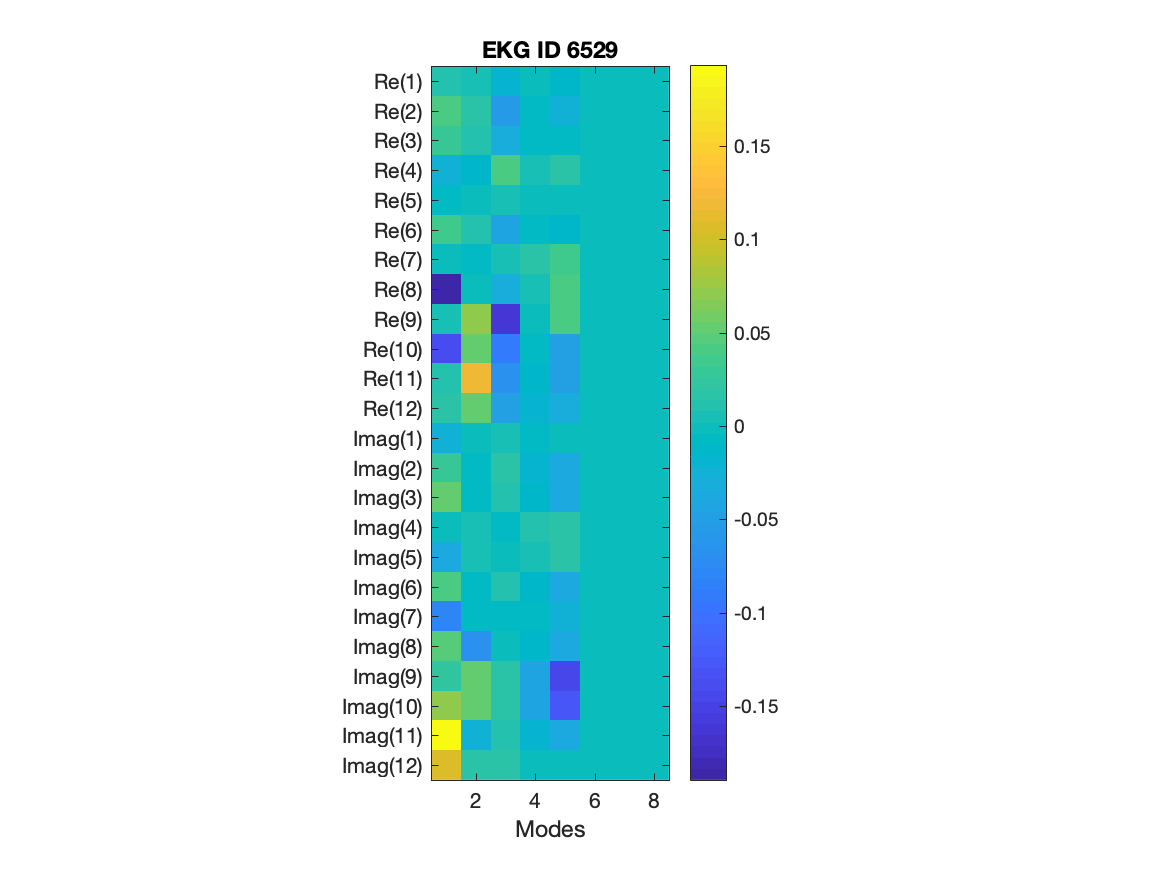 EKG ID 6529
Re(1)
Re(2)
Re(3)
Re(4)
Re(5)
Re(6)
Re(7)
Re(8)
Re(9)
Re(10)
Re(11)
Re(12)
Imag(1)
Imag(2)
Imag(3)
Imag(4)
Imag(5)
Imag(6)
Imag(7)
Imag(8)
Imag(9)
Imag(10)
Imag(11)
Imag(12)
2 4 6 8
Modes
0.15
0.1
0.05
0
-0.05
-0.1
-0.15